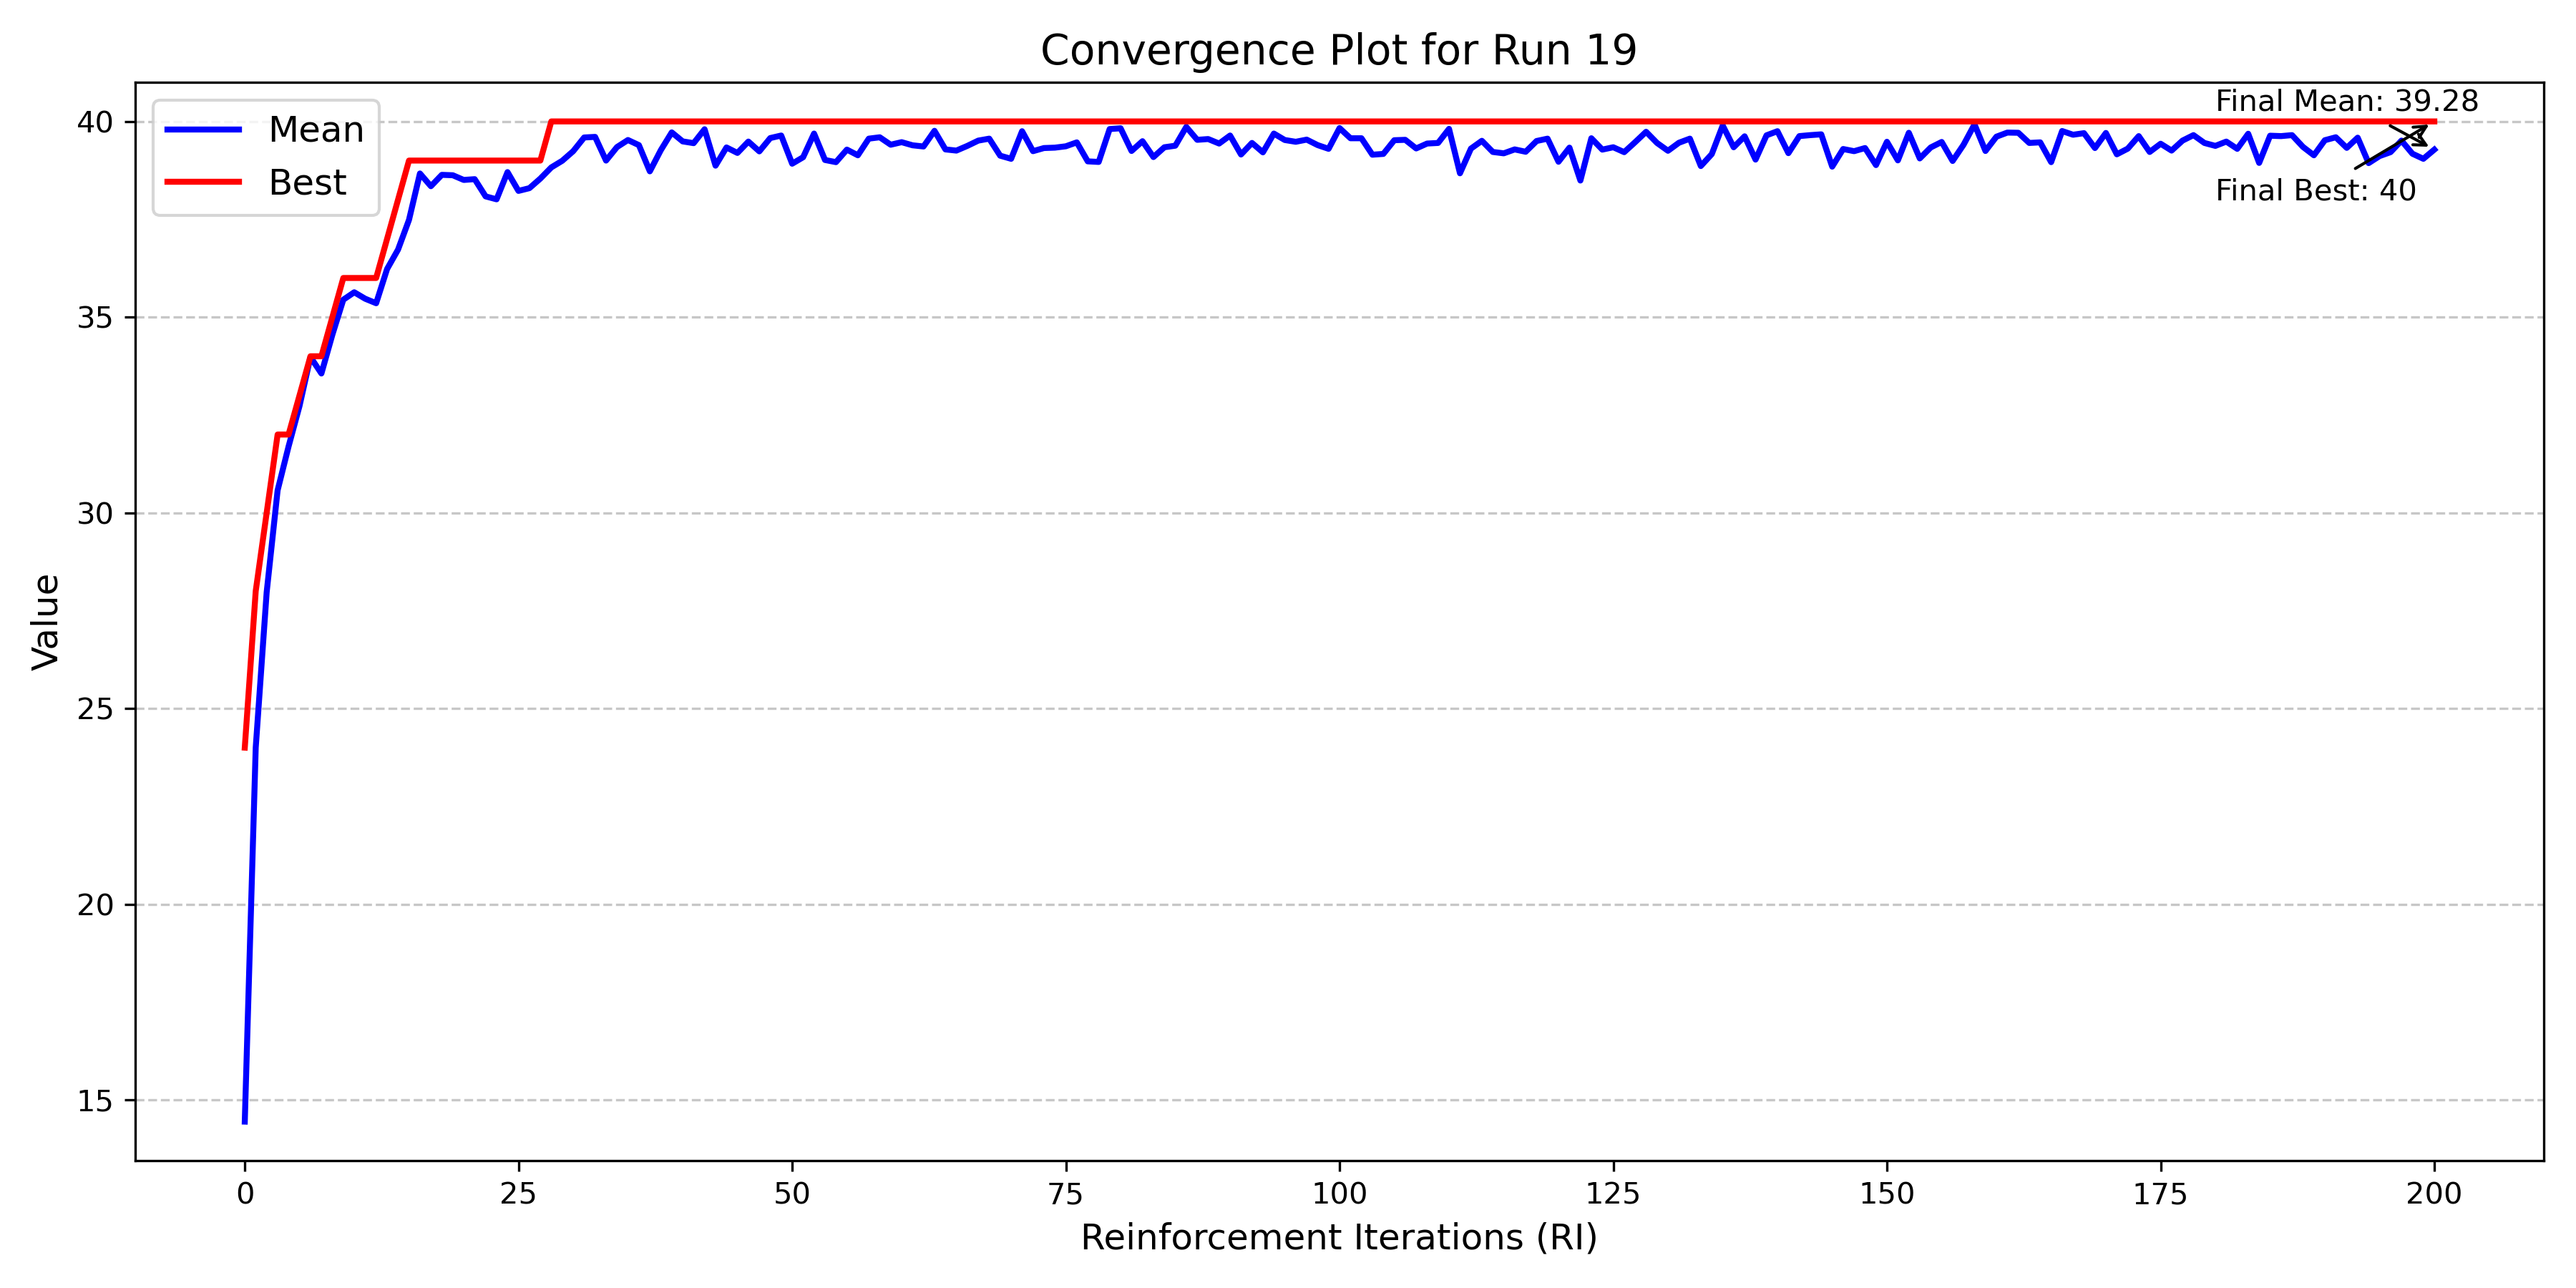 Convergence Plot for Run 19
Mean
Best
Final Mean: 39.28
Final Best: 40
Value
40
35
30
25
20
15
0
25
50
75
100
125
150
175
200
Reinforcement Iterations (RI)